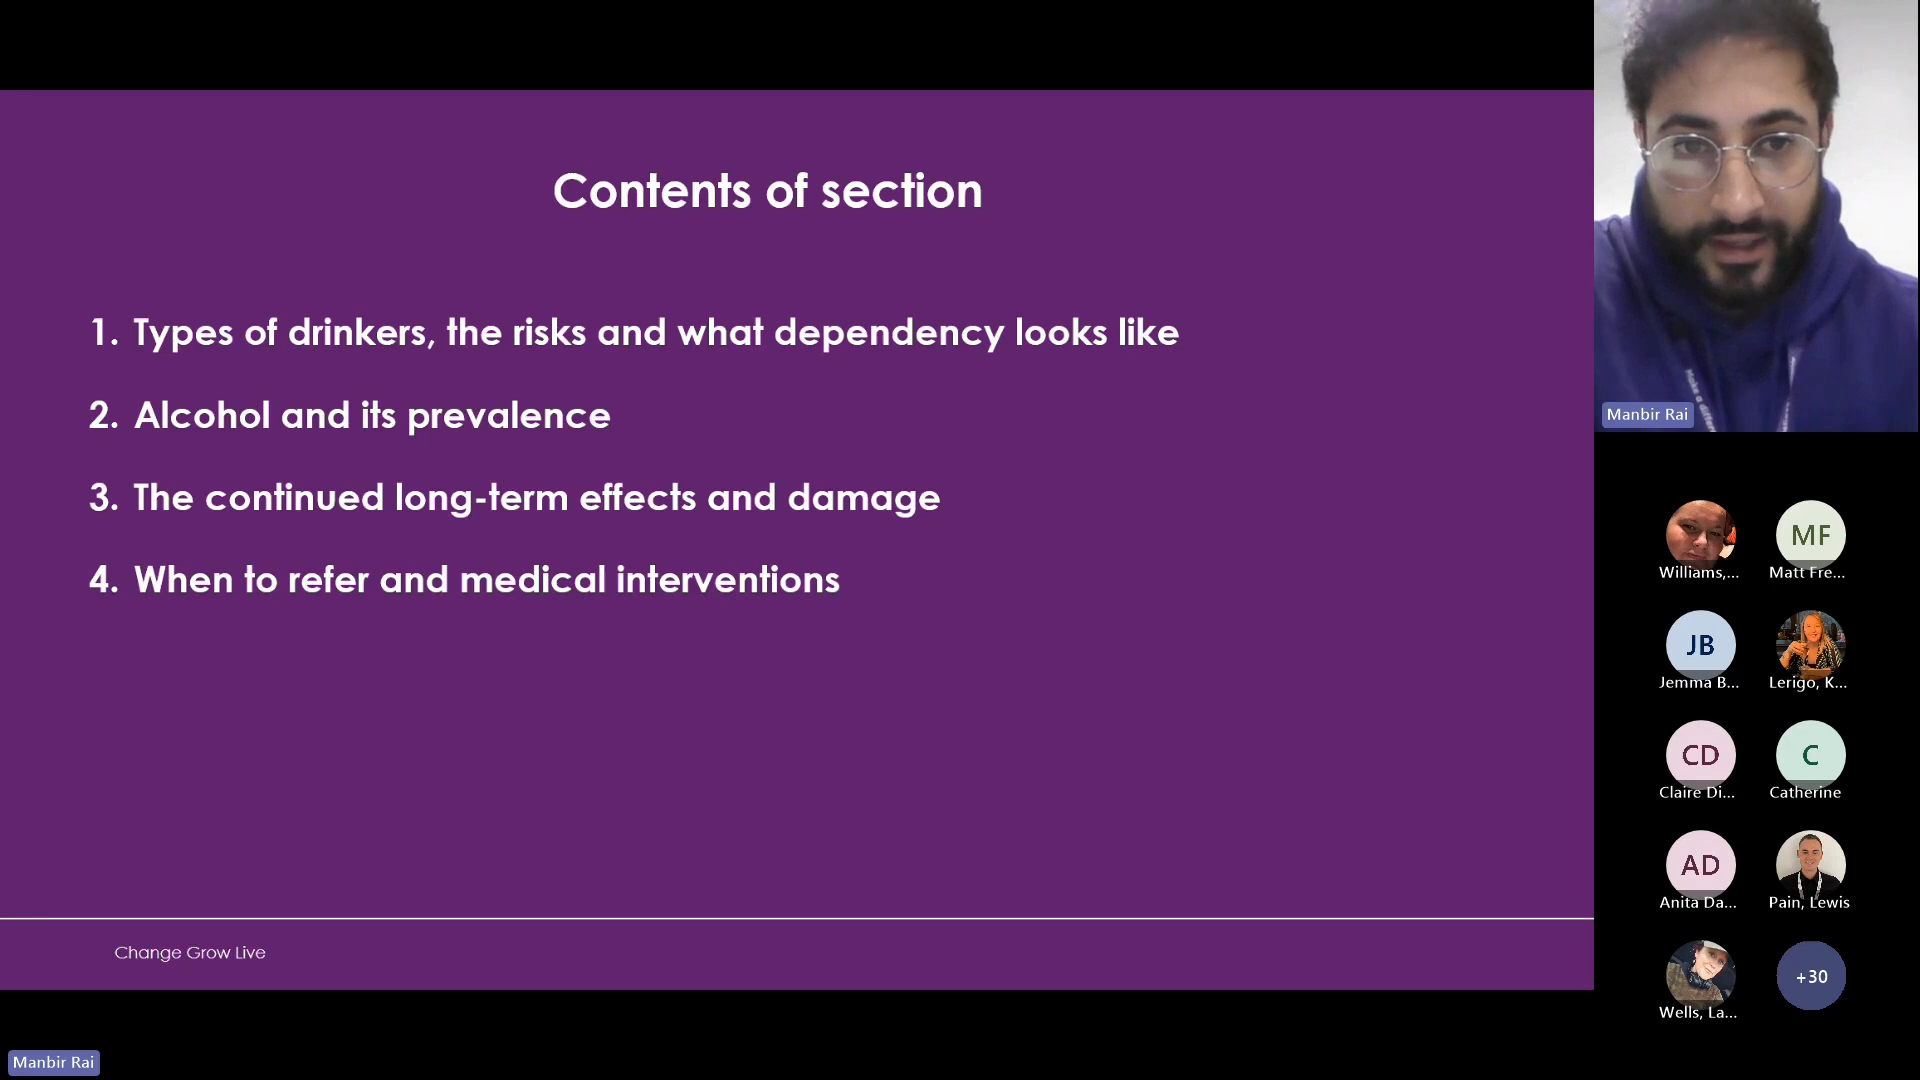 Contents of section
1. Types of drinkers, the risks and what dependency looks like
2. Alcohol and its prevalence
3. The continued long-term effects and damage
4. When to refer and medical interventions
Change Grow Live
Manbir Rai
Make a
Manbir Rai
Williams,...
MF
Matt Fre...
JB
Jemma B...
Lerigo, K...
CD
Claire Di...
C
Catherine
AD
Anita Da...
Pain, Lewis
Wells, La...
+30